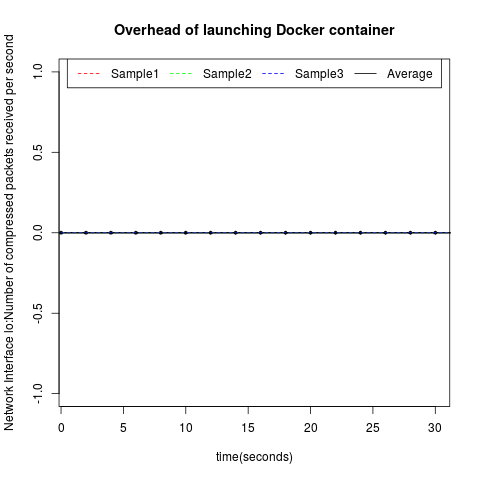 Overhead of launching Docker container
Sample1 Sample2 Sample3 Average
Network Interface lo:Number of compressed packets received per second
1.0
0.5
0.0
-0.5
-1.0
0 5 10 15 20 25 30
time(seconds)